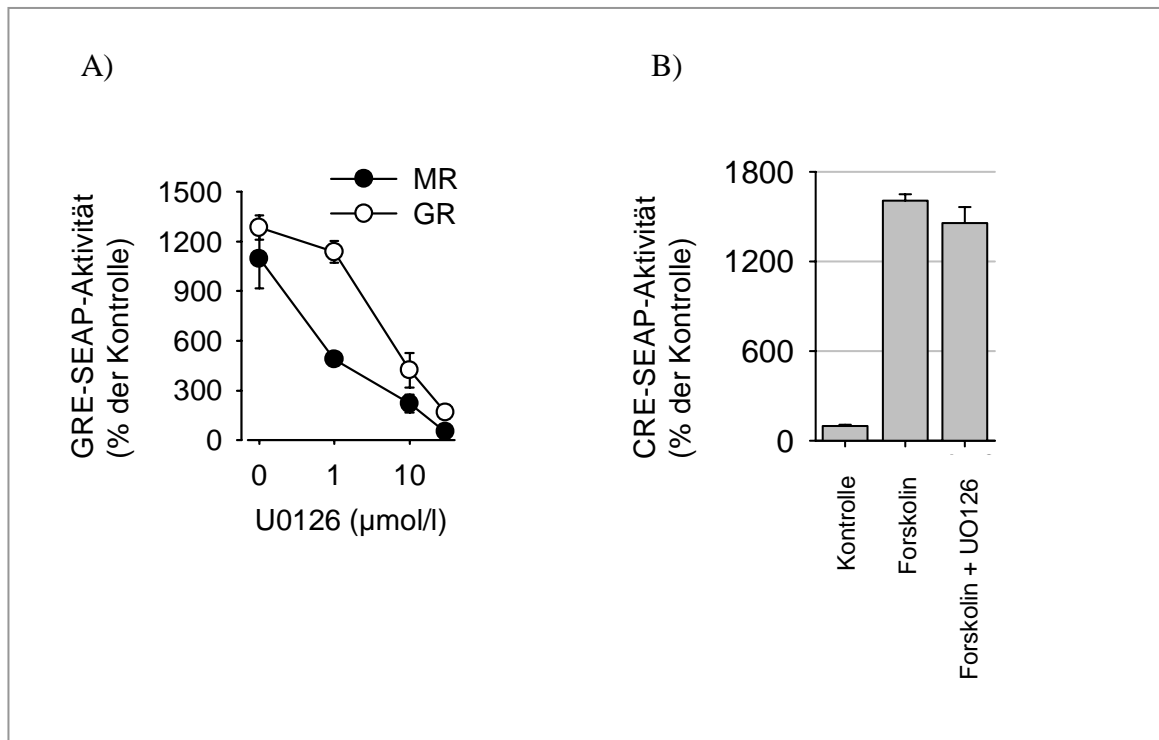 A)
GRE-SEAP-Aktivität
(% der Kontrolle)
1500
1200
900
600
300
0
MR
GR
0 1 10
U0126 (µmol/l)
B)
CRE-SEAP-Aktivität
(% der Kontrolle)
1800
1200
600
0
Kontrolle
Forskolin
Forskolin + UO126